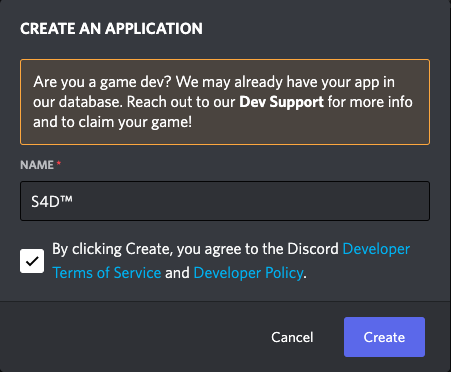 CREATE AN APPLICATION
Are you a game dev? We may already have your app in
our database. Reach out to our Dev Support for more info
and to claim your game!
NAME *
S4D™
By clicking Create, you agree to the Discord Developer
Terms of Service and Developer Policy.
Cancel
Create